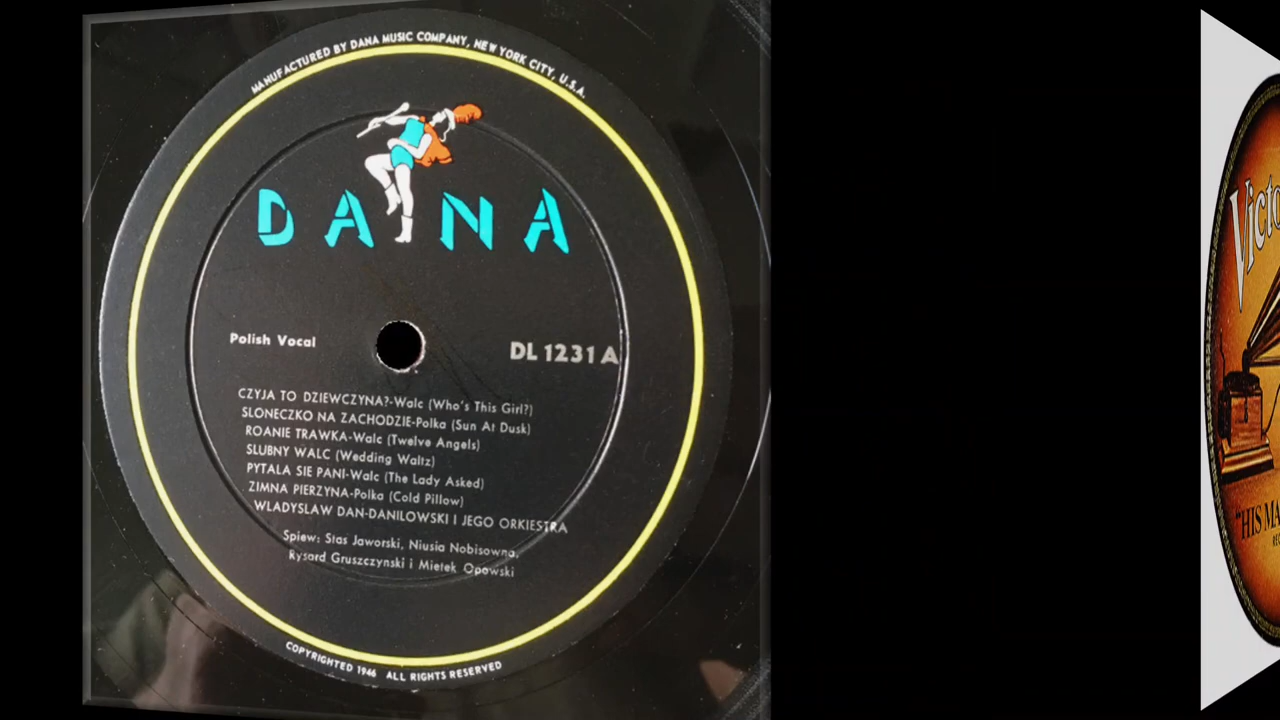 MANUFACTURED BY DANA MUSIC COMPANY, NEW YORK CITY, U.S.A.
DANA
Polish Vocal
DL 1231 A
CZYJA TO DZIEWCZYNA?-Walc (Who's This Girl?)
SLONECZKO NA ZACHODZIE-Polka (Sun At Dusk)
ROANIE TRAWKA-Walc (Twelve Angels)
SLUBNY WALC (Wedding Waltz)
PYTALA SIE PANI-Walc (The Lady Asked)
ZIMNA PIERZYNA-Polka (Cold Pillow)
WLADYSLAW DAN-DANILOWSKI I JEGO ORKIESTRA
Spiew: Stas Jaworski, Niusia Nobisowna,
Rysard Gruszczynski i Mietek Opowski
COPYRIGHTED 1946 ALL RIGHTS RESERVED
"HIS